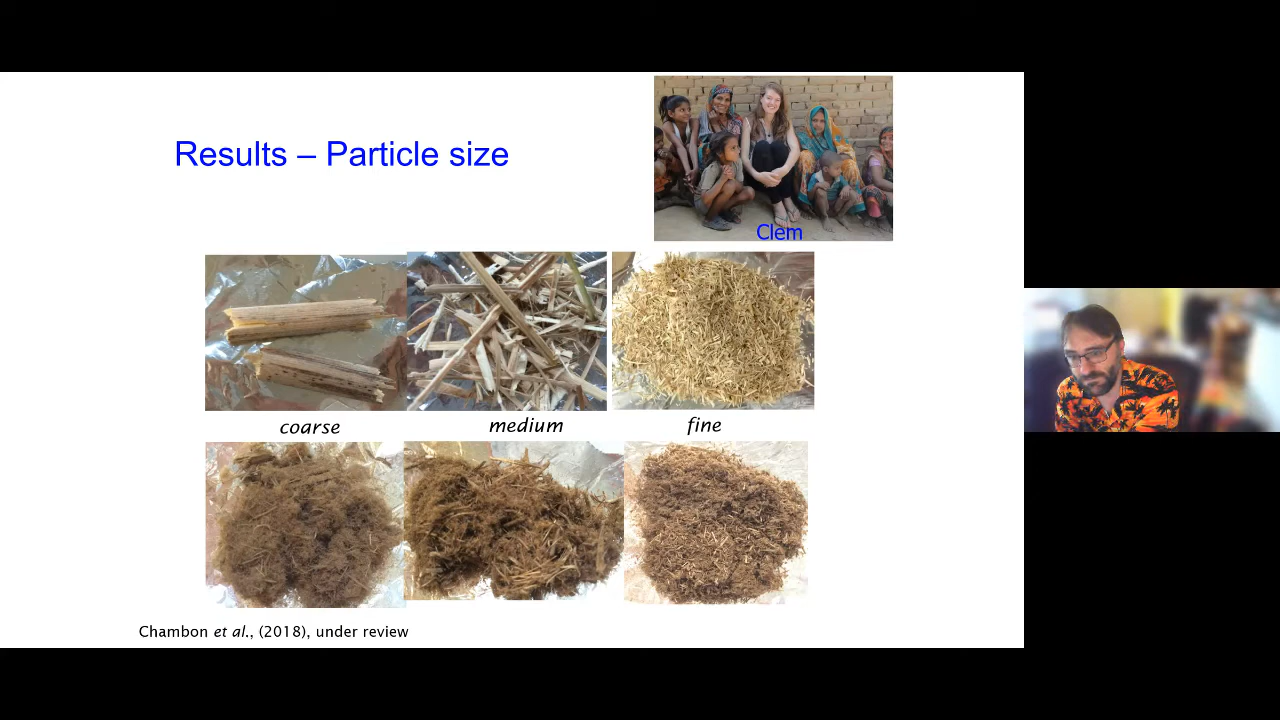 Results – Particle size
Clem
coarse
medium
fine
Chambon et al., (2018), under review